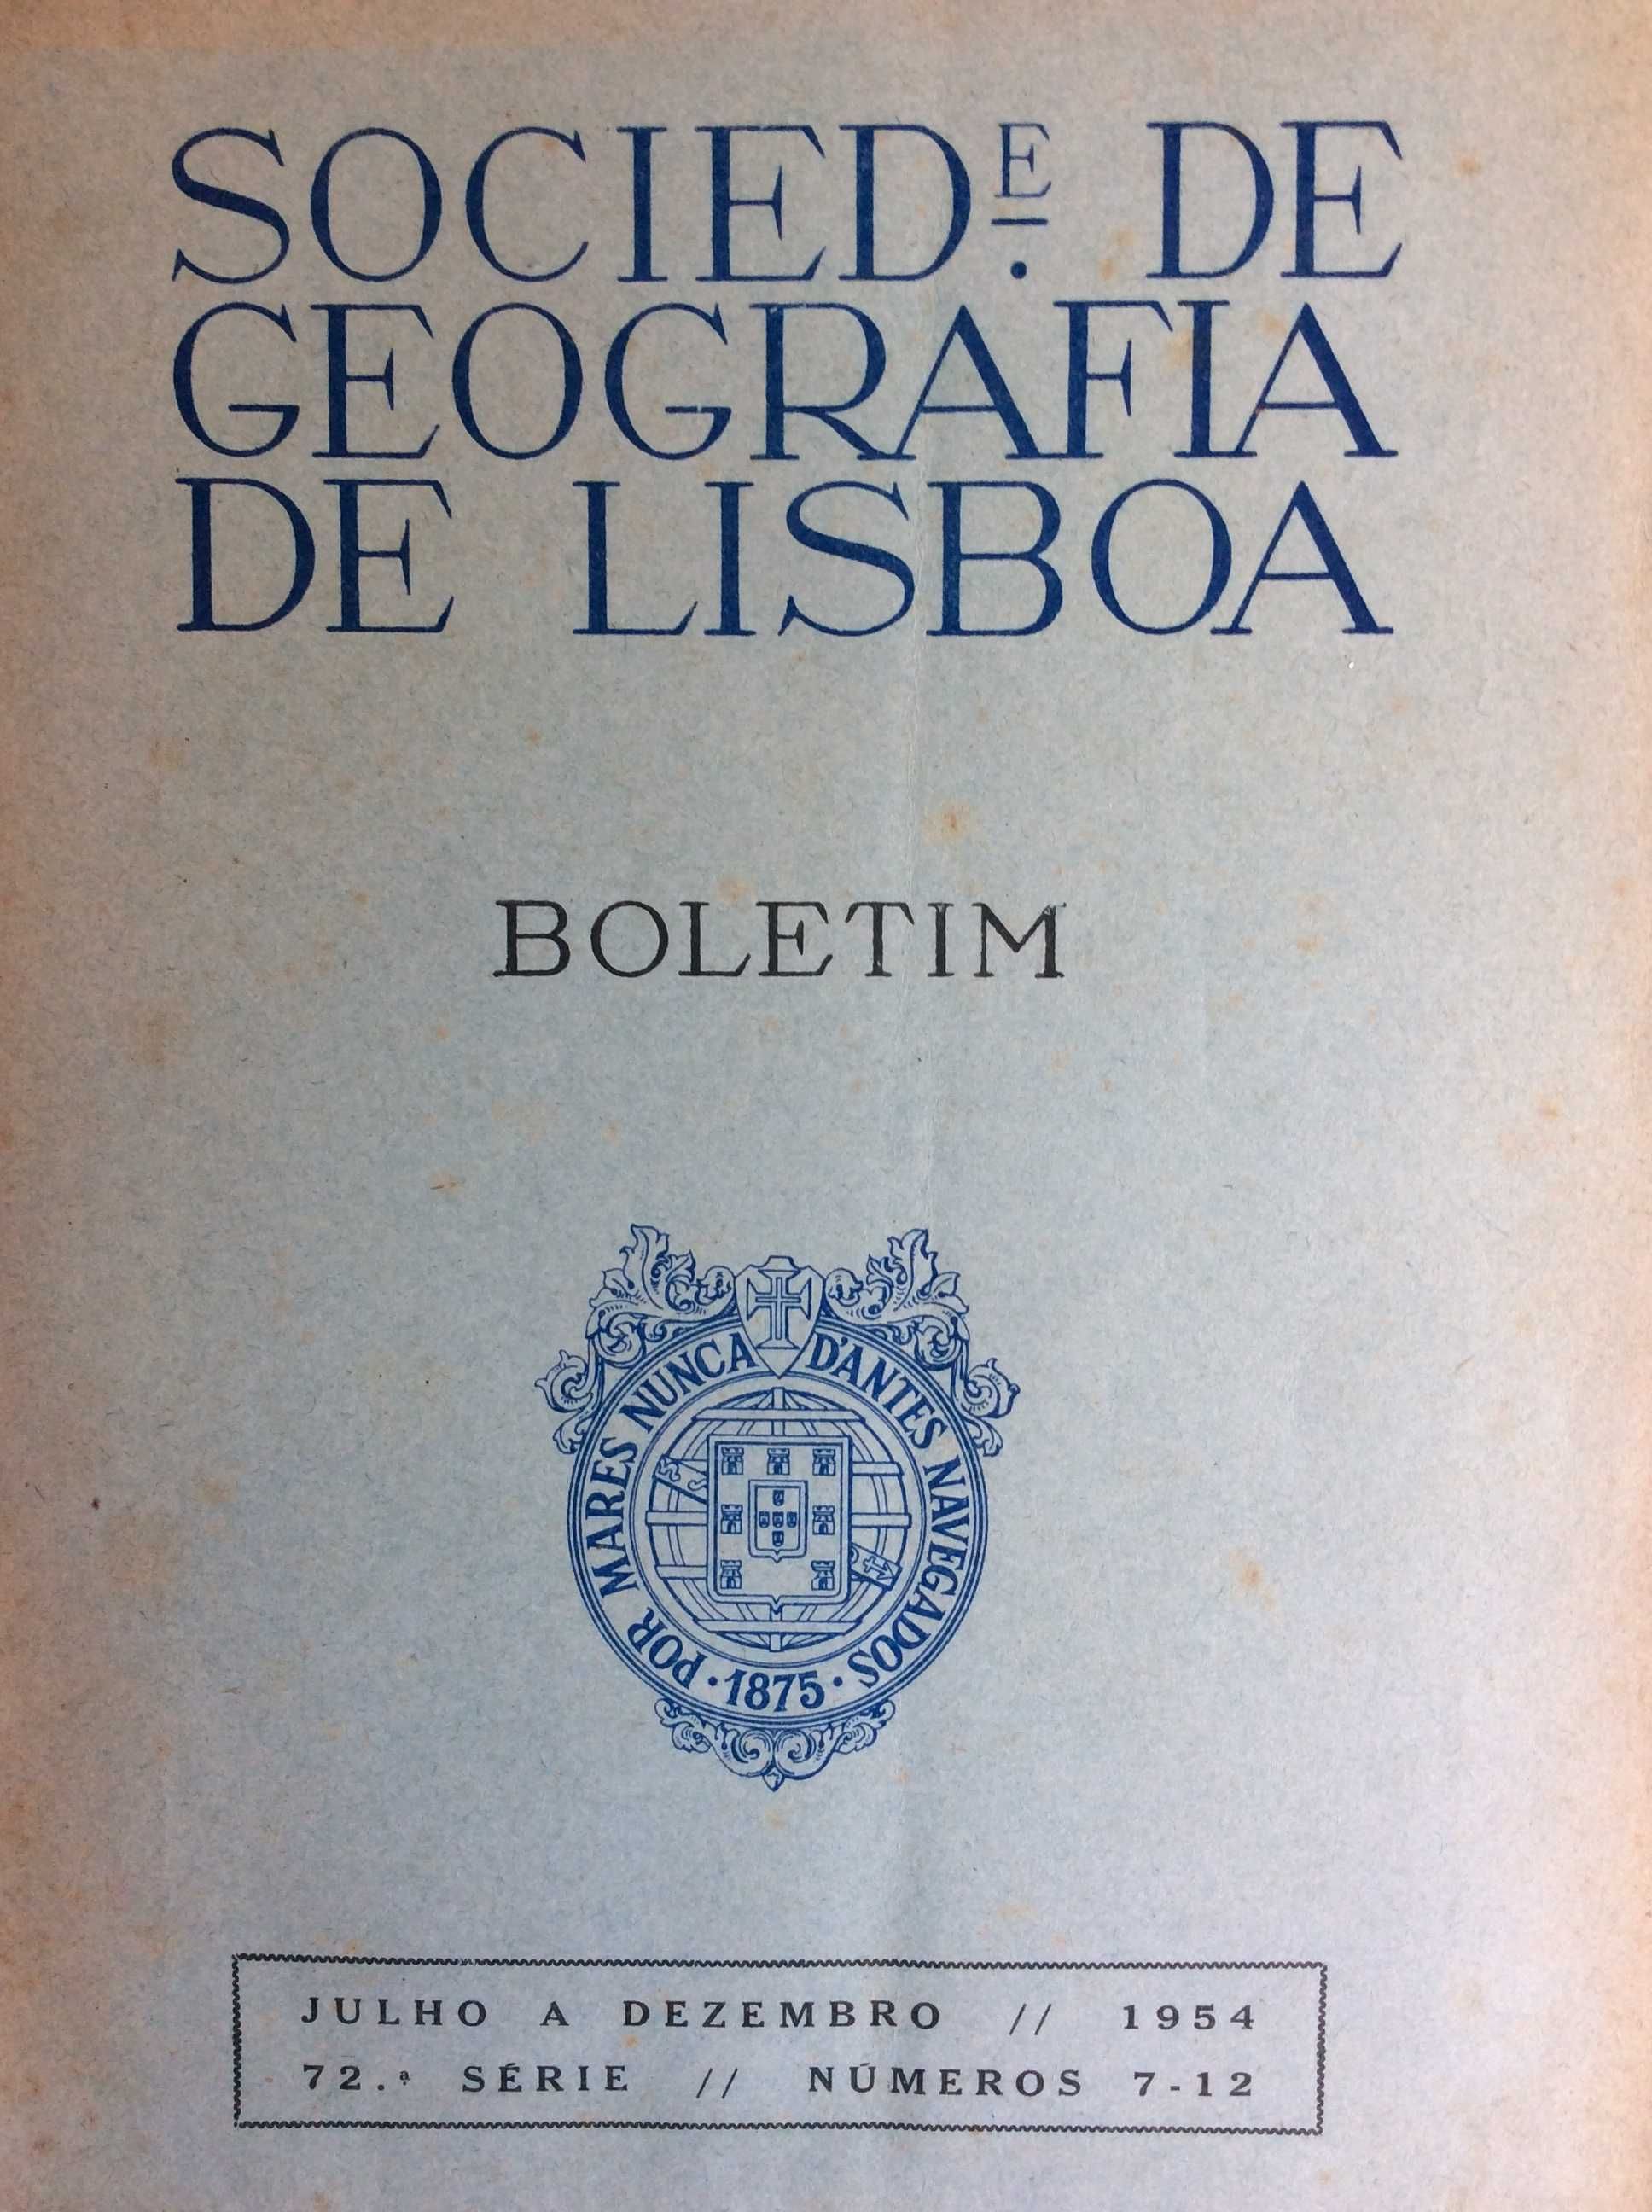 SOCIED.E DE
GEOGRAFIA
DE LISBOA
BOLETIM
POR MARES NUNCA D'ANTES NAVEGADOS
· 1875 ·
JULHO A DEZEMBRO // 1954
72.ª SÉRIE // NÚMEROS 7-12